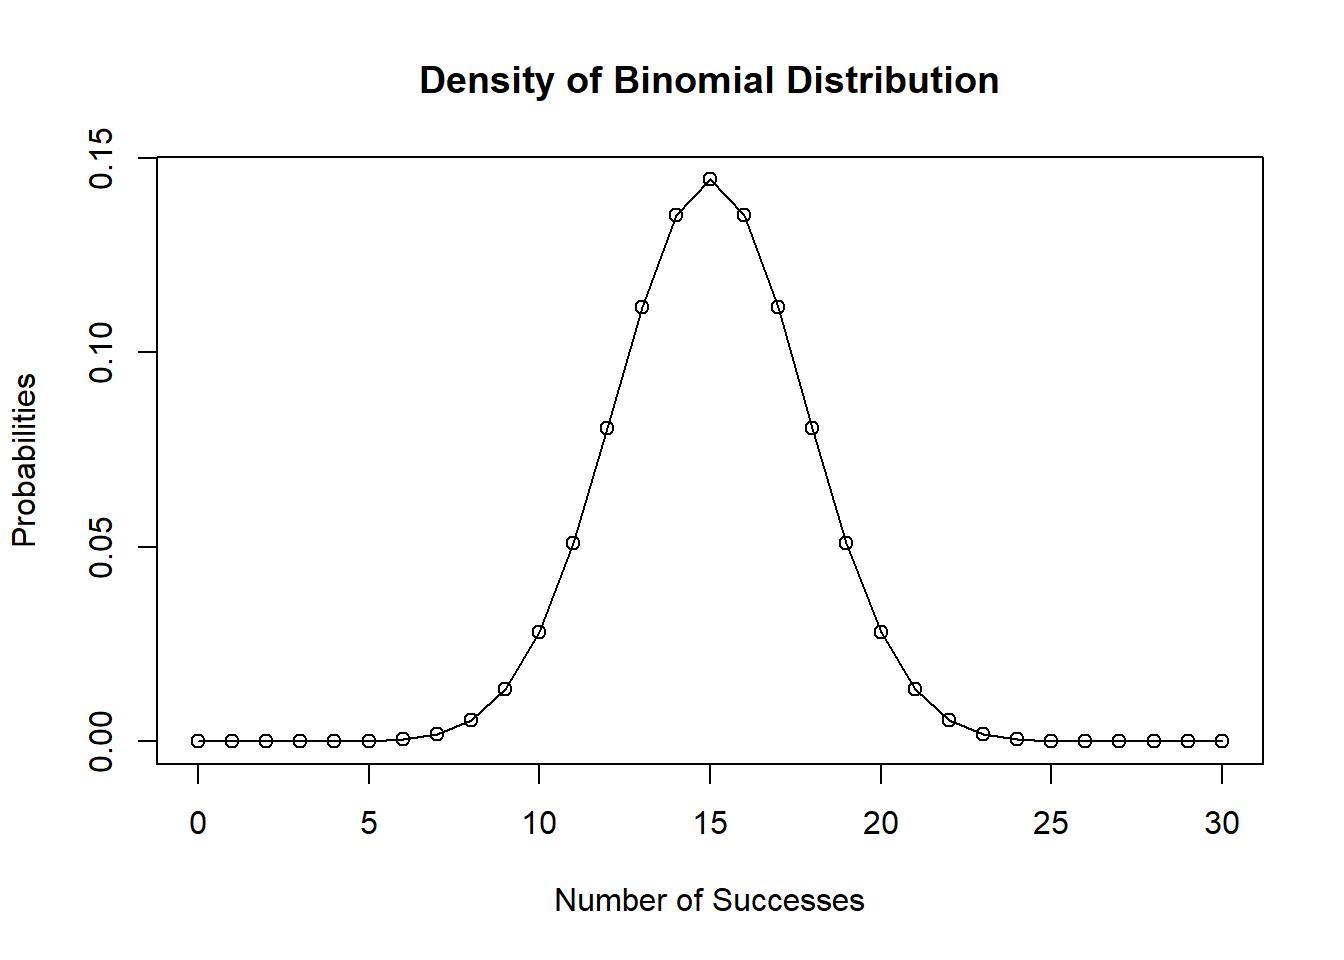 Density of Binomial Distribution
0.15
0.10
0.05
0.00
Probabilities
0 5 10 15 20 25 30
Number of Successes